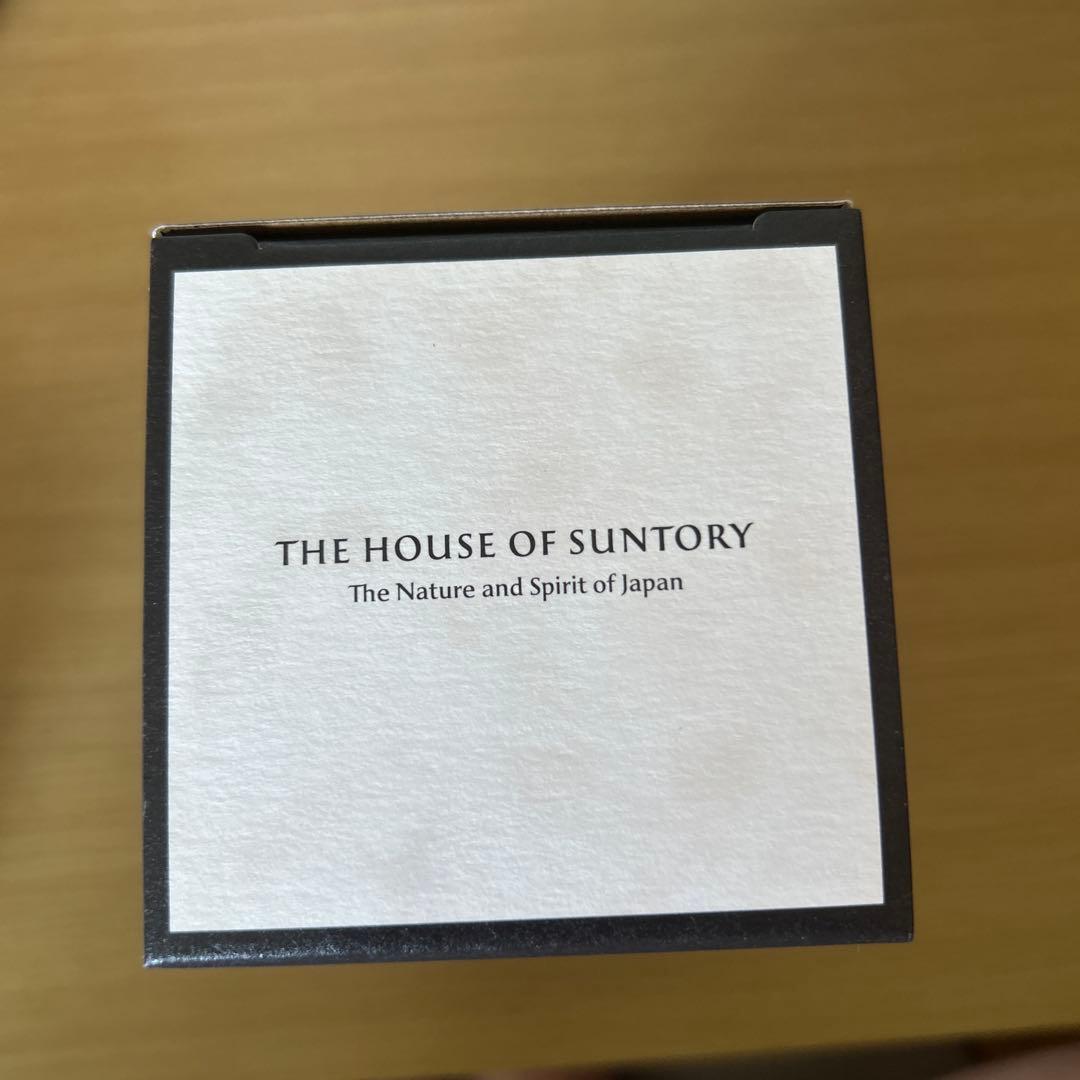 THE HOUSE OF SUNTORY
The Nature and Spirit of Japan